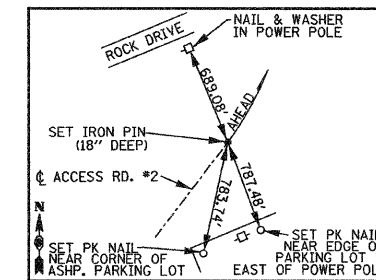 NAIL & WASHER
IN POWER POLE
ROCK DRIVE
689.08'
AHEAD
SET IRON PIN
(18" DEEP)
℄ ACCESS RD. #2
783.74'
787.48'
N
SET PK NAIL
NEAR CORNER OF
ASHP. PARKING LOT
SET PK NAIL
NEAR EDGE O
PARKING LOT
EAST OF POWER POL